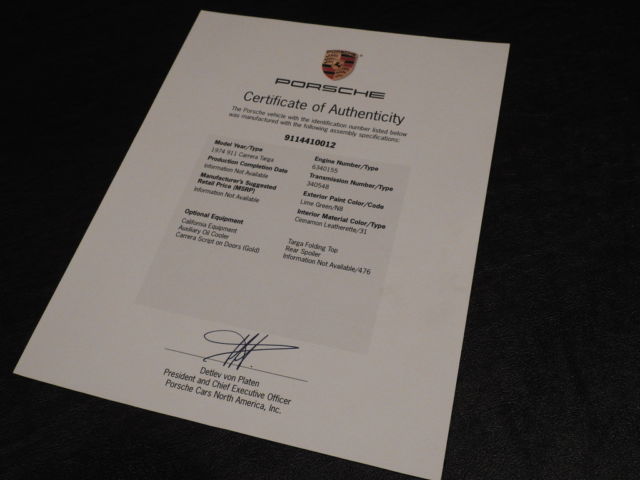 PORSCHE
Certificate of Authenticity
The Porsche vehicle with the identification number listed below
was manufactured with the following assembly specifications:
9114410012
Model Year/Type
1974 911 Carrera Targa
Production Completion Date
Information Not Available
Manufacturer's Suggested
Retail Price (MSRP)
Information Not Available
Engine Number/Type
6340155
Transmission Number/Type
340548
Exterior Paint Color/Code
Lime Green/N8
Interior Material Color/Type
Cinnamon Leatherette/31
Optional Equipment
California Equipment
Auxiliary Oil Cooler
Camera Script on Doors (Gold)
Targa Folding Top
Rear Spoiler
Information Not Available/476
Detlev von Platen
President and Chief Executive Officer
Porsche Cars North America, Inc.